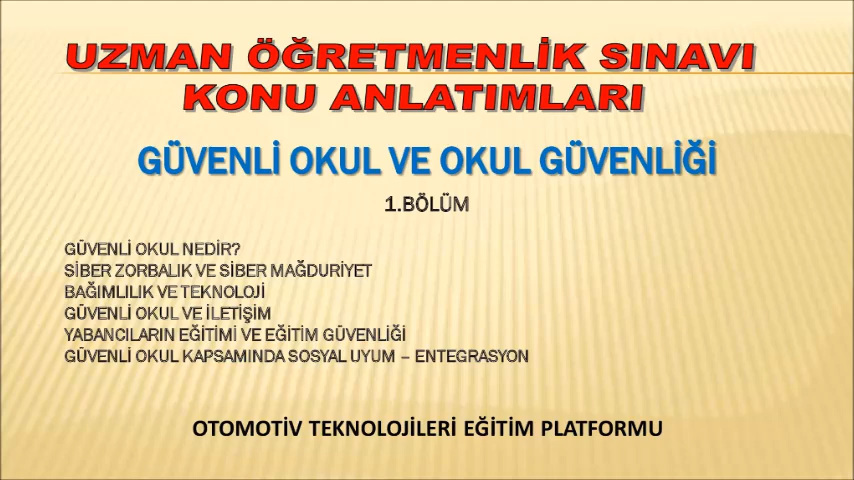 UZMAN ÖĞRETMENLİK SINAVI
KONU ANLATIMLARI
GÜVENLİ OKUL VE OKUL GÜVENLİĞİ
1.BÖLÜM
GÜVENLİ OKUL NEDİR?
SİBER ZORBALIK VE SİBER MAĞDURİYET
BAĞIMLILIK VE TEKNOLOJİ
GÜVENLİ OKUL VE İLETİŞİM
YABANCILARIN EĞİTİMİ VE EĞİTİM GÜVENLİĞİ
GÜVENLİ OKUL KAPSAMINDA SOSYAL UYUM – ENTEGRASYON
OTOMOTİV TEKNOLOJİLERİ EĞİTİM PLATFORMU